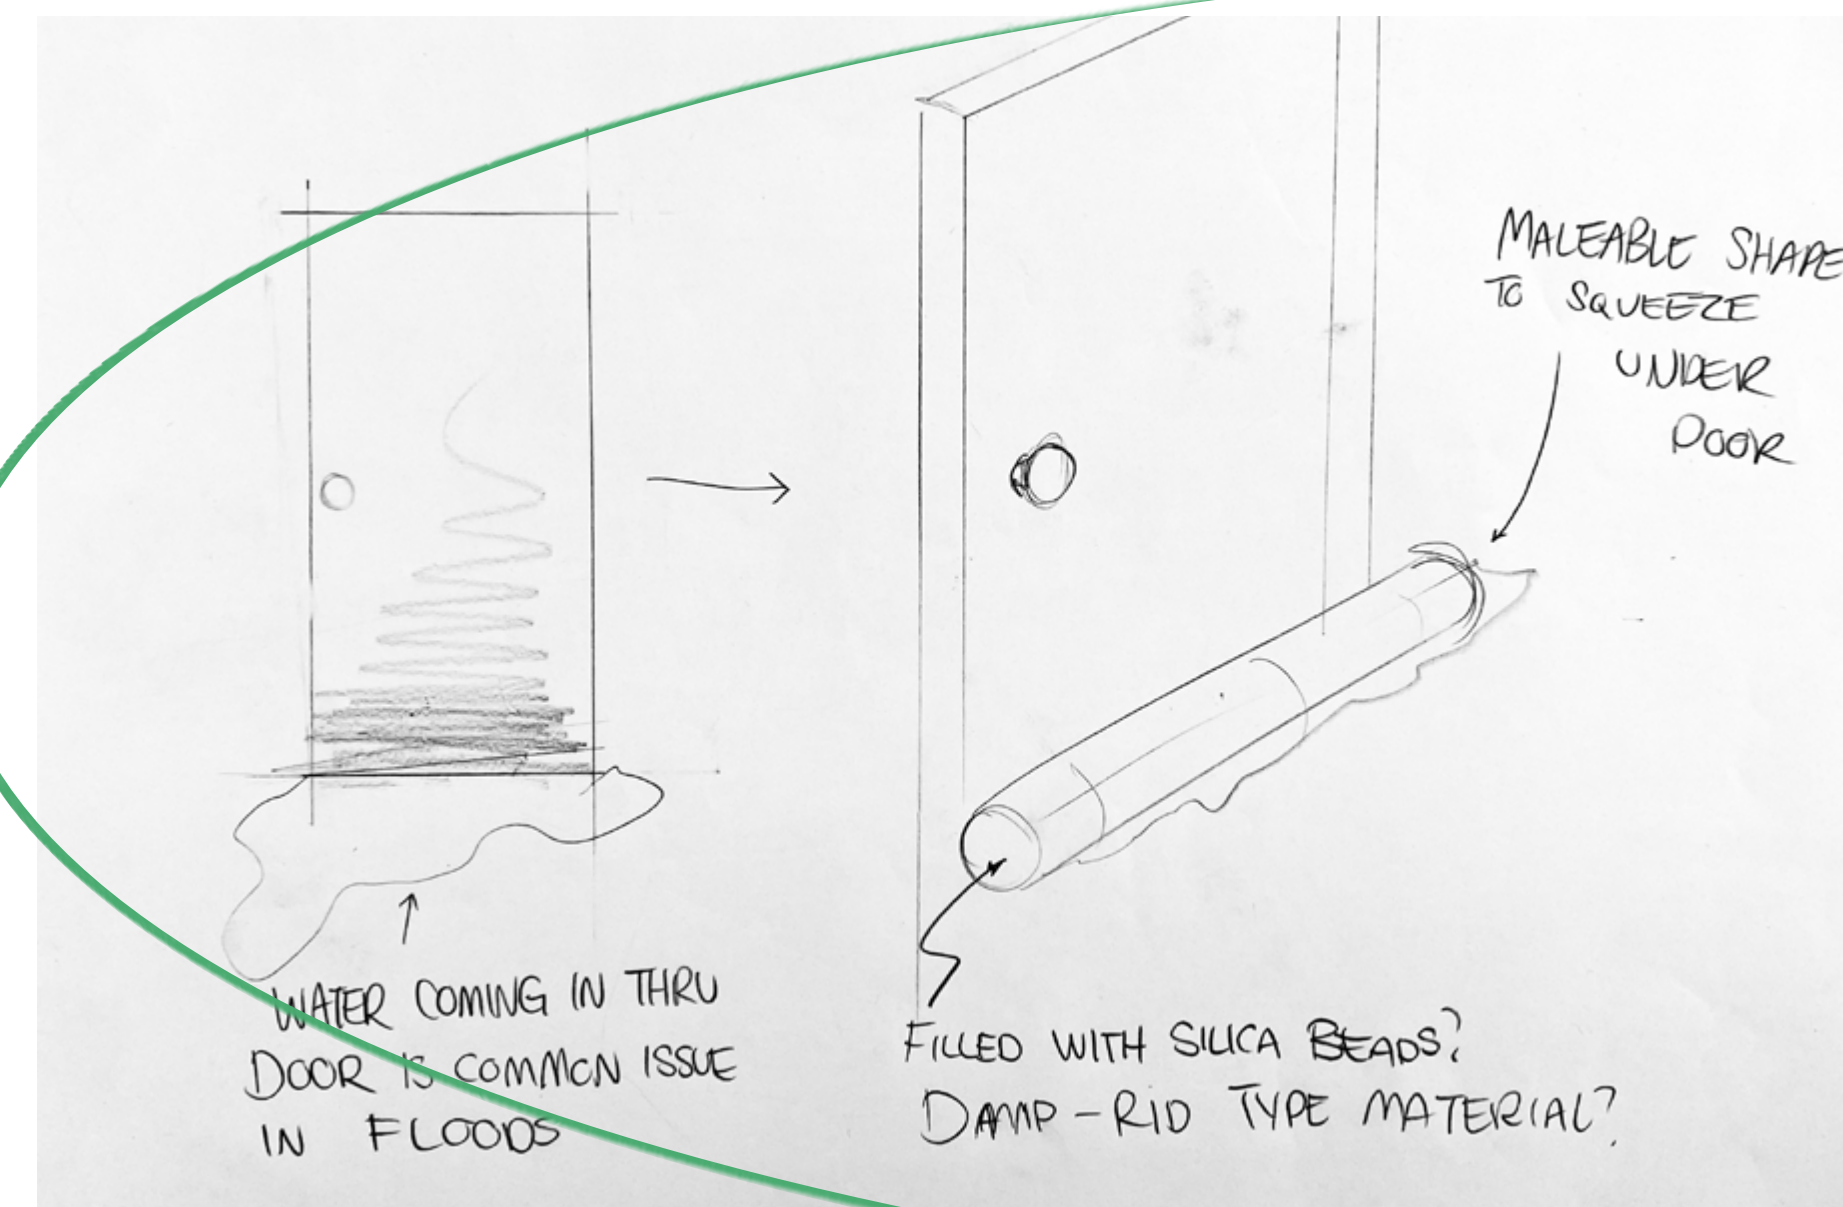 WATER COMING IN THRU
DOOR IS COMMON ISSUE
IN FLOODS
MALEABLE SHAPE
TO SQUEEZE
UNDER
DOOR
FILLED WITH SILICA BEADS?
DAMP-RID TYPE MATERIAL?